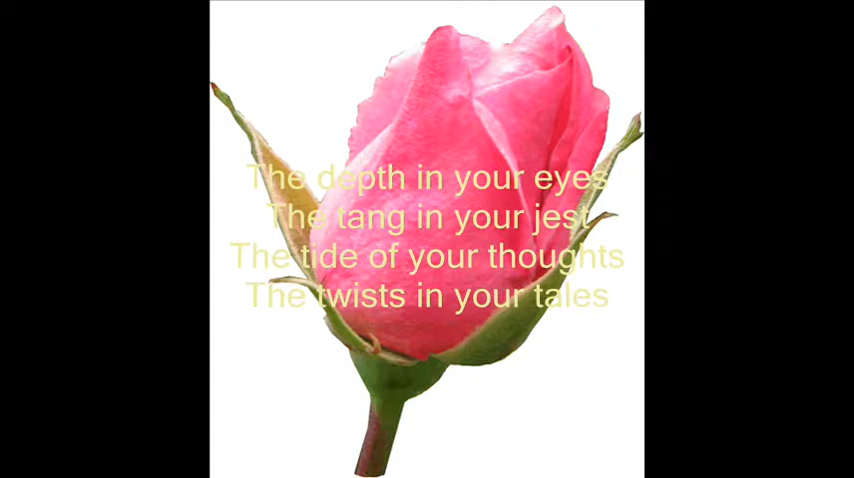 The depth in your eyes
The tang in your jest
The tide of your thoughts
The twists in your tales